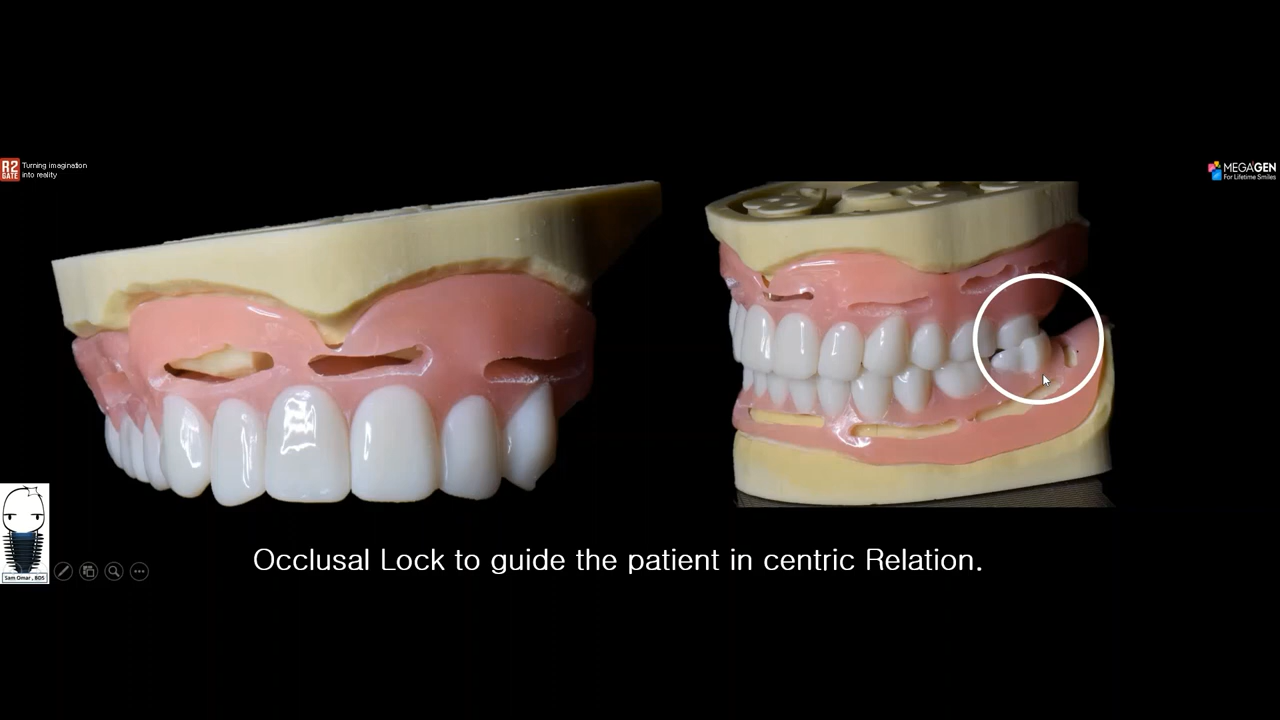 R2
GATE
Turning imagination
into reality
MEGAGEN
For Lifetime Smiles
Occlusal Lock to guide the patient in centric Relation.
Sam Omar , BDS